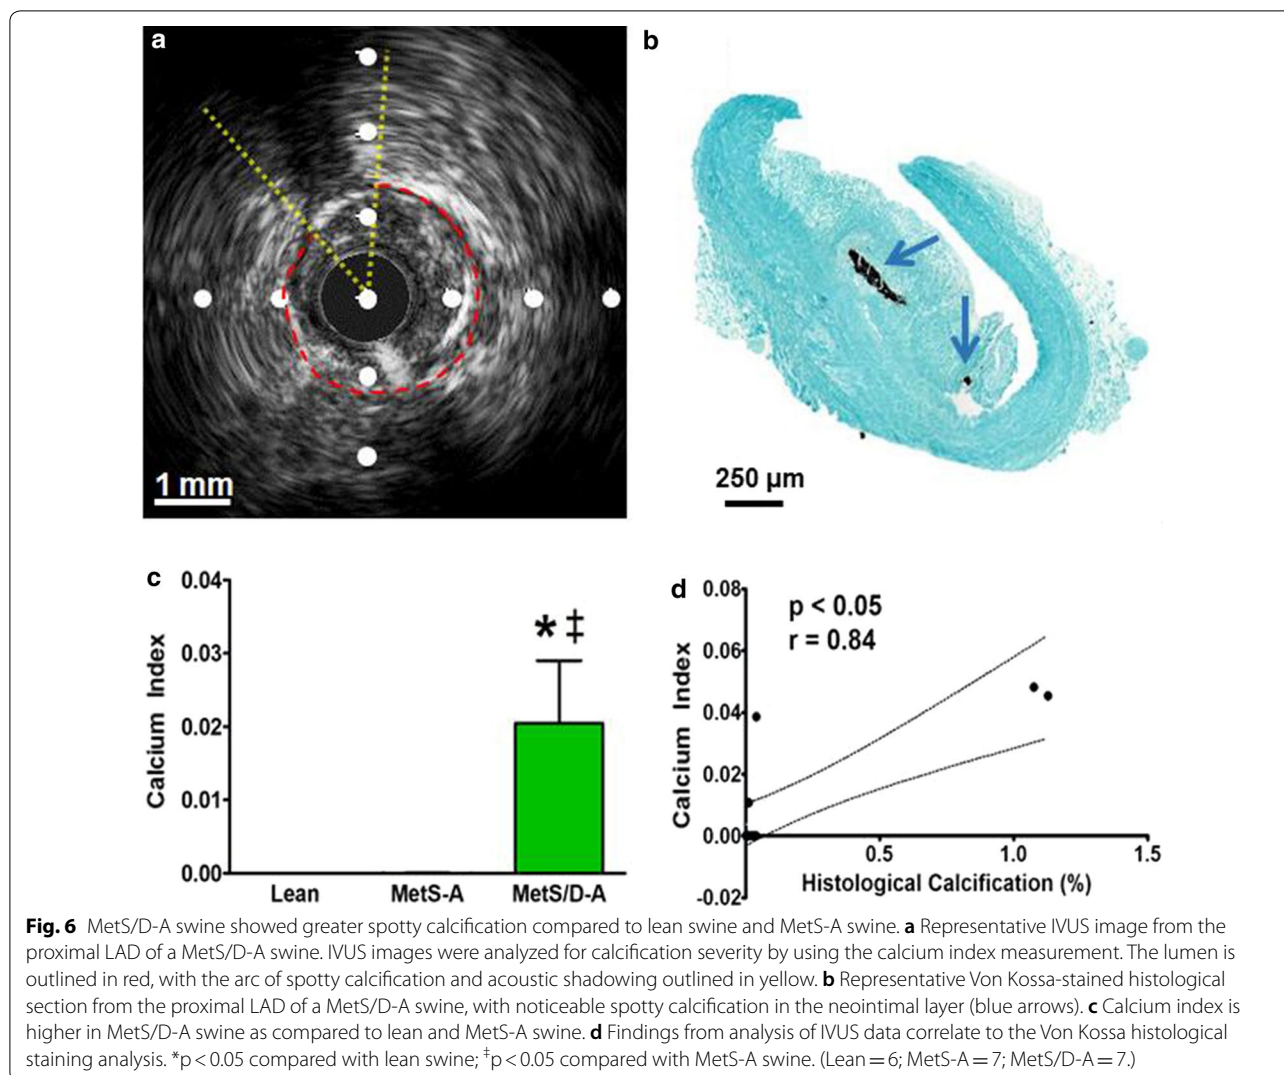 a
1 mm
b
250 µm
c
Calcium Index
0.04
0.03
0.02
0.01
0.00
* ‡
Lean MetS-A MetS/D-A
d
Calcium Index
0.08
0.06
0.04
0.02
0.00
-0.02
p < 0.05
r = 0.84
0.5 1.0 1.5
Histological Calcification (%)
Fig. 6 MetS/D-A swine showed greater spotty calcification compared to lean swine and MetS-A swine. a Representative IVUS image from the
proximal LAD of a MetS/D-A swine. IVUS images were analyzed for calcification severity by using the calcium index measurement. The lumen is
outlined in red, with the arc of spotty calcification and acoustic shadowing outlined in yellow. b Representative Von Kossa-stained histological
section from the proximal LAD of a MetS/D-A swine, with noticeable spotty calcification in the neointimal layer (blue arrows). c Calcium index is
higher in MetS/D-A swine as compared to lean and MetS-A swine. d Findings from analysis of IVUS data correlate to the Von Kossa histological
staining analysis. *p < 0.05 compared with lean swine; ‡p < 0.05 compared with MetS-A swine. (Lean = 6; MetS-A = 7; MetS/D-A = 7.)